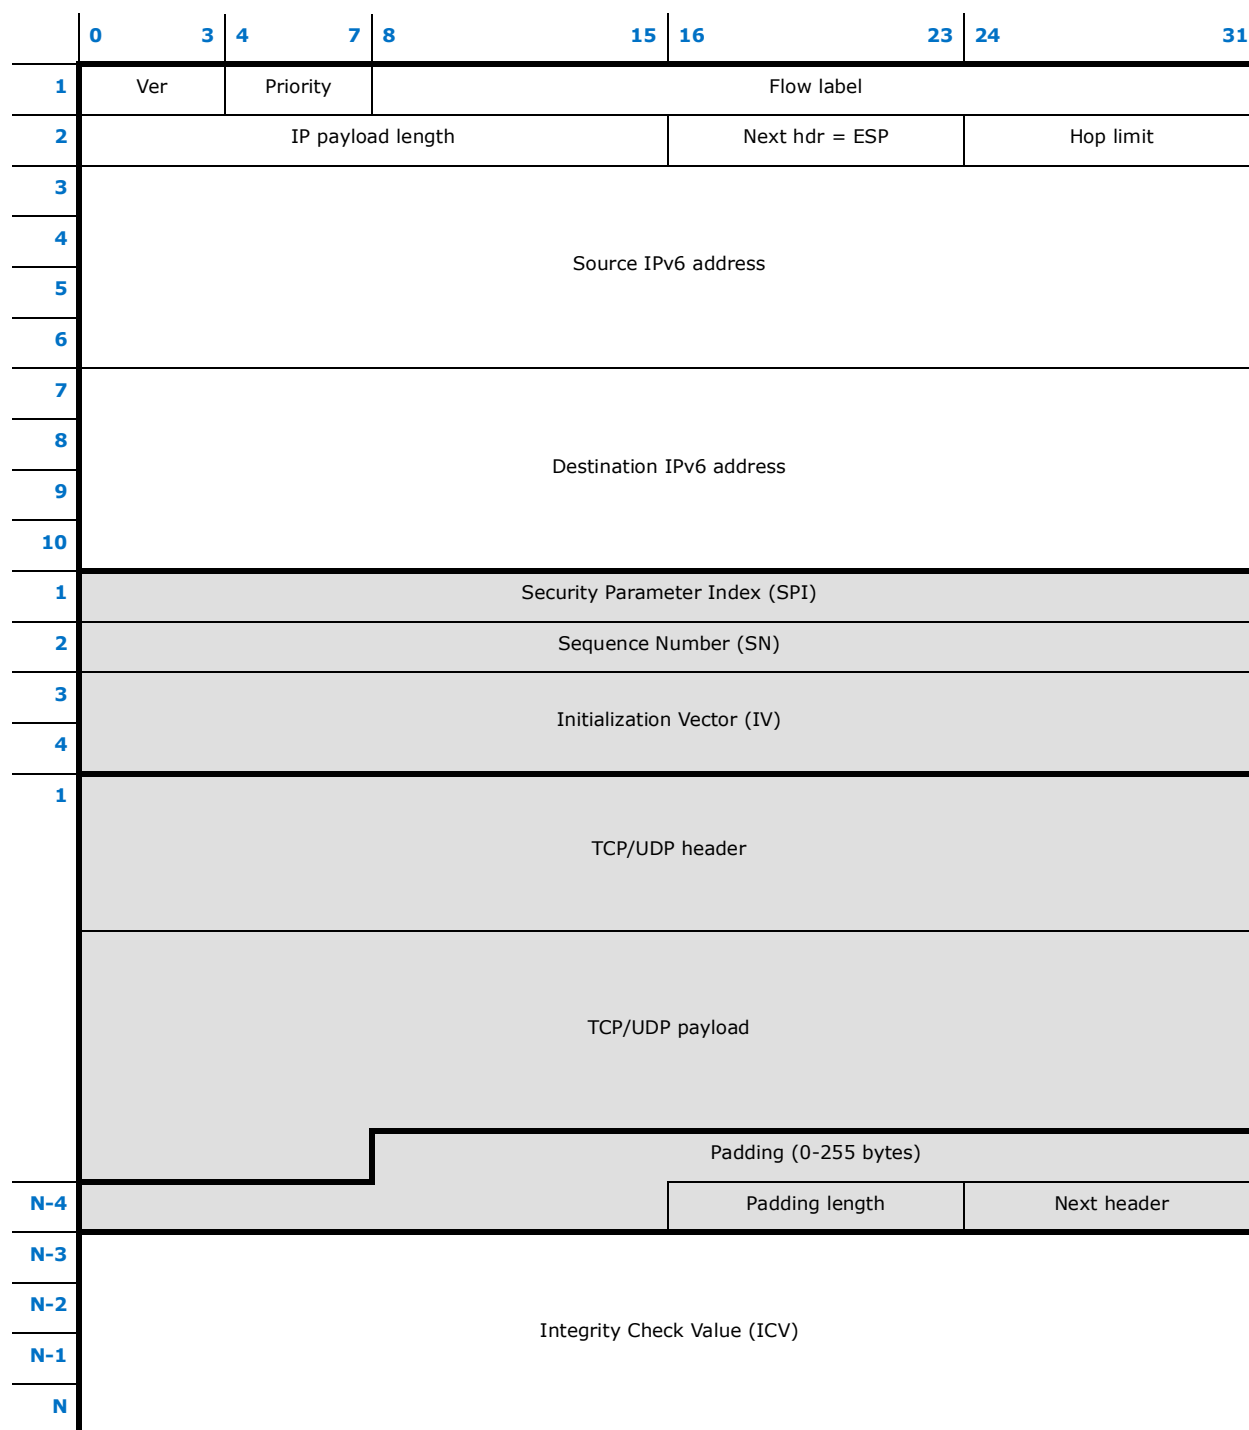 0 3 4 7 8 15 16 23 24 31
1 Ver Priority Flow label
2 IP payload length Next hdr = ESP Hop limit
3
4
Source IPv6 address
5
6
7
8
Destination IPv6 address
9
10
1 Security Parameter Index (SPI)
2 Sequence Number (SN)
3
Initialization Vector (IV)
4
1
TCP/UDP header
TCP/UDP payload
Padding (0-255 bytes)
N-4 Padding length Next header
N-3
N-2
Integrity Check Value (ICV)
N-1
N